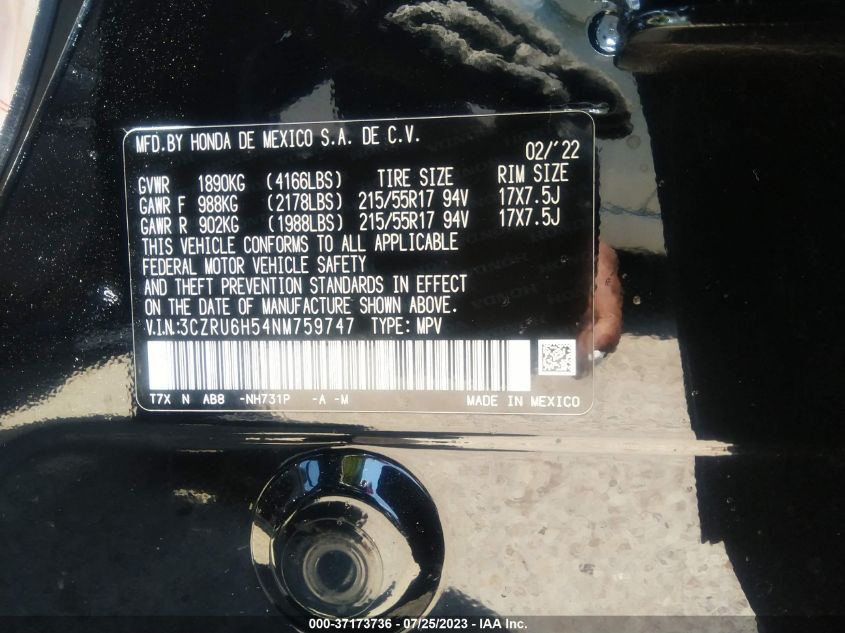 MFD.BY HONDA DE MEXICO S.A. DE C.V.
02/'22
GVWR 1890KG (4166LBS) TIRE SIZE RIM SIZE
GAWR F 988KG (2178LBS) 215/55R17 94V 17X7.5J
GAWR R 902KG (1988LBS) 215/55R17 94V 17X7.5J
THIS VEHICLE CONFORMS TO ALL APPLICABLE
FEDERAL MOTOR VEHICLE SAFETY
AND THEFT PREVENTION STANDARDS IN EFFECT
ON THE DATE OF MANUFACTURE SHOWN ABOVE.
V.I.N.:3CZRU6H54NM759747 TYPE: MPV
T7X N AB8 -NH731P -A -M MADE IN MEXICO
000-37173736 - 07/25/2023 - IAA Inc.